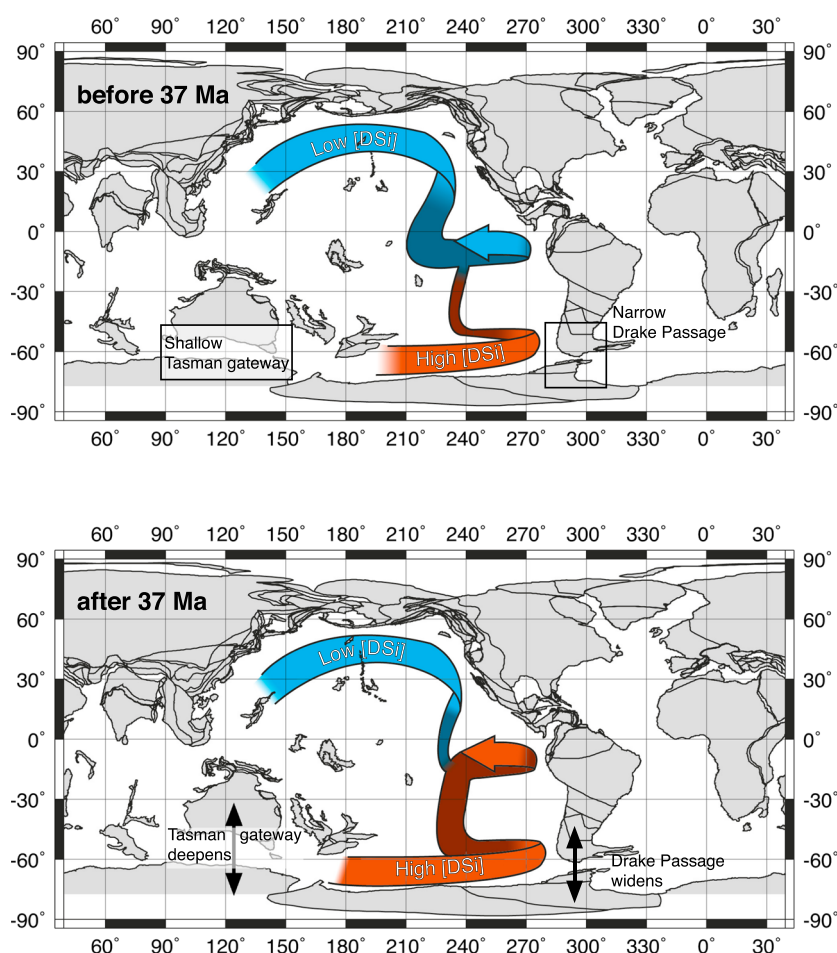 60° 90° 120° 150° 180° 210° 240° 270° 300° 330° 0° 30°
90° 90°
before 37 Ma
60° 60°
Low [DSi]
30° 30°
0° 0°
-30° -30°
Narrow
Drake Passage
Shallow
Tasman gateway
High [DSi]
-60° -60°
-90° -90°
60° 90° 120° 150° 180° 210° 240° 270° 300° 330° 0° 30°
60° 90° 120° 150° 180° 210° 240° 270° 300° 330° 0° 30°
90° 90°
after 37 Ma
60° 60°
Low [DSi]
30° 30°
0° 0°
-30° -30°
Tasman gateway
deepens
High [DSi]
Drake Passage
widens
-60° -60°
-90° -90°
60° 90° 120° 150° 180° 210° 240° 270° 300° 330° 0° 30°